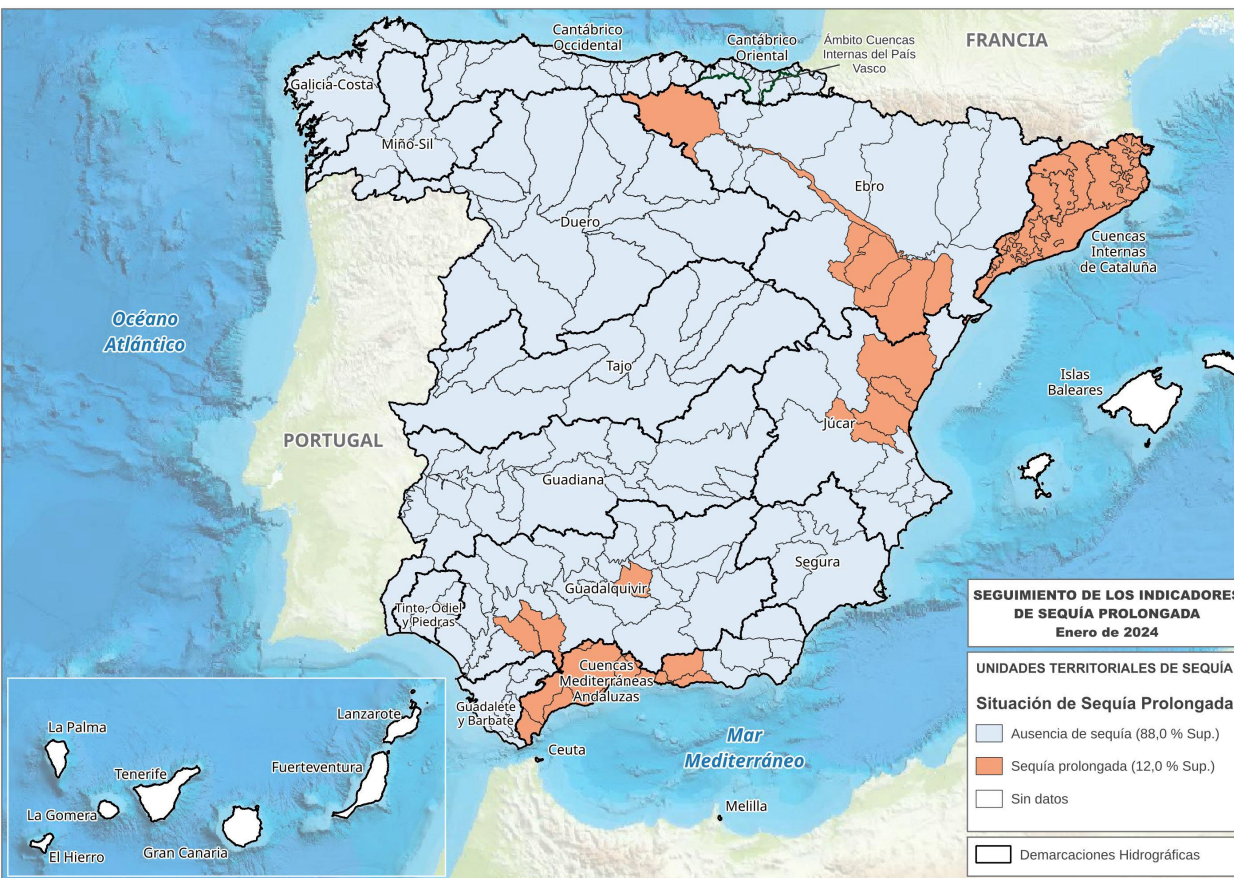 Cantábrico
Occidental
Cantábrico
Oriental
Ámbito Cuencas
Internas del País
Vasco
FRANCIA
Galicia-Costa
Miño-Sil
Ebro
Duero
Cuencas
Internas
de Cataluña
Océano
Atlántico
Tajo
Islas
Baleares
PORTUGAL
Júcar
Guadiana
Segura
Guadalquivir
Tinto, Odiel
y Piedras
Cuencas
Mediterráneas
Andaluzas
Guadalete
y Barbate
Ceuta
Mar
Mediterráneo
Melilla
La Palma
Lanzarote
Tenerife
Fuerteventura
La Gomera
El Hierro
Gran Canaria
SEGUIMIENTO DE LOS INDICADORES
DE SEQUÍA PROLONGADA
Enero de 2024
UNIDADES TERRITORIALES DE SEQUÍA
Situación de Sequía Prolongada
Ausencia de sequía (88,0 % Sup.)
Sequía prolongada (12,0 % Sup.)
Sin datos
Demarcaciones Hidrográficas